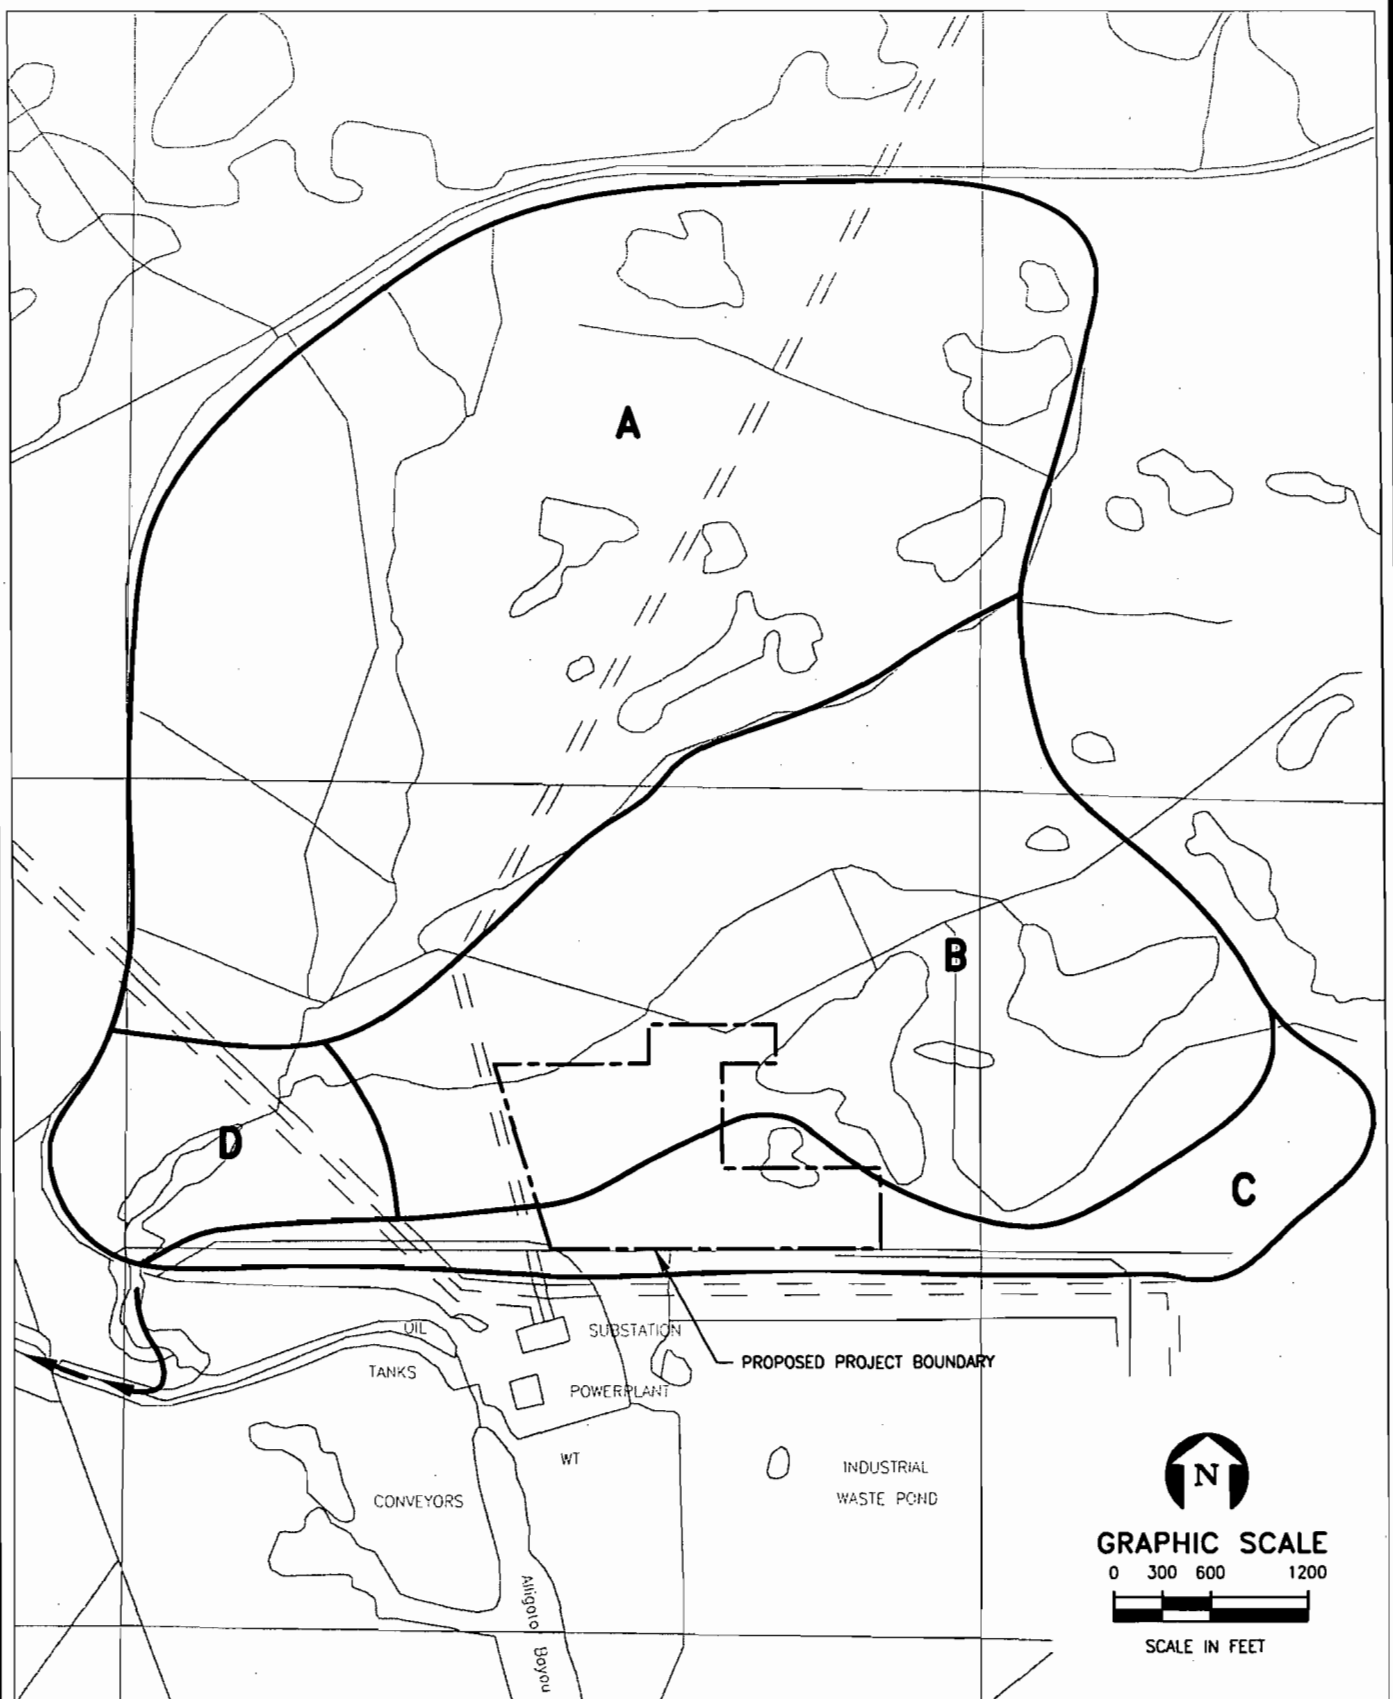 A
B
D
C
OIL
SUBSTATION
PROPOSED PROJECT BOUNDARY
TANKS
POWERPLANT
WT
INDUSTRIAL
WASTE POND
CONVEYORS
N
GRAPHIC SCALE
0 300 600 1200
SCALE IN FEET
Alligato Bayou